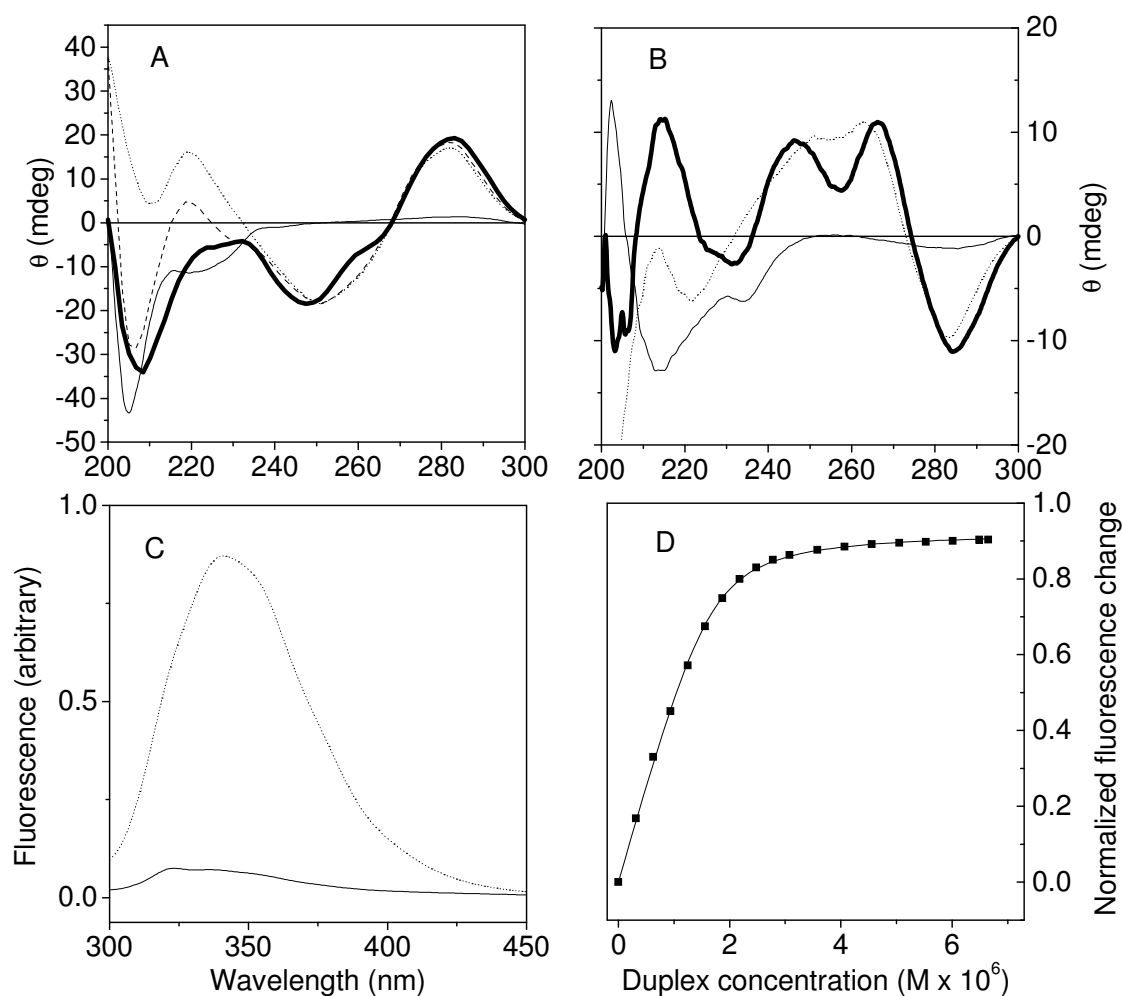 A
40
30
20
10
0
-10
-20
-30
-40
-50
θ (mdeg)
200 220 240 260 280 300
B
20
10
0
-10
-20
θ (mdeg)
200 220 240 260 280 300
C
1.0
0.5
0.0
Fluorescence (arbitrary)
300 350 400 450
Wavelength (nm)
D
1.0
0.8
0.6
0.4
0.2
0.0
Normalized fluorescence change
0 2 4 6
Duplex concentration (M x 10⁶)